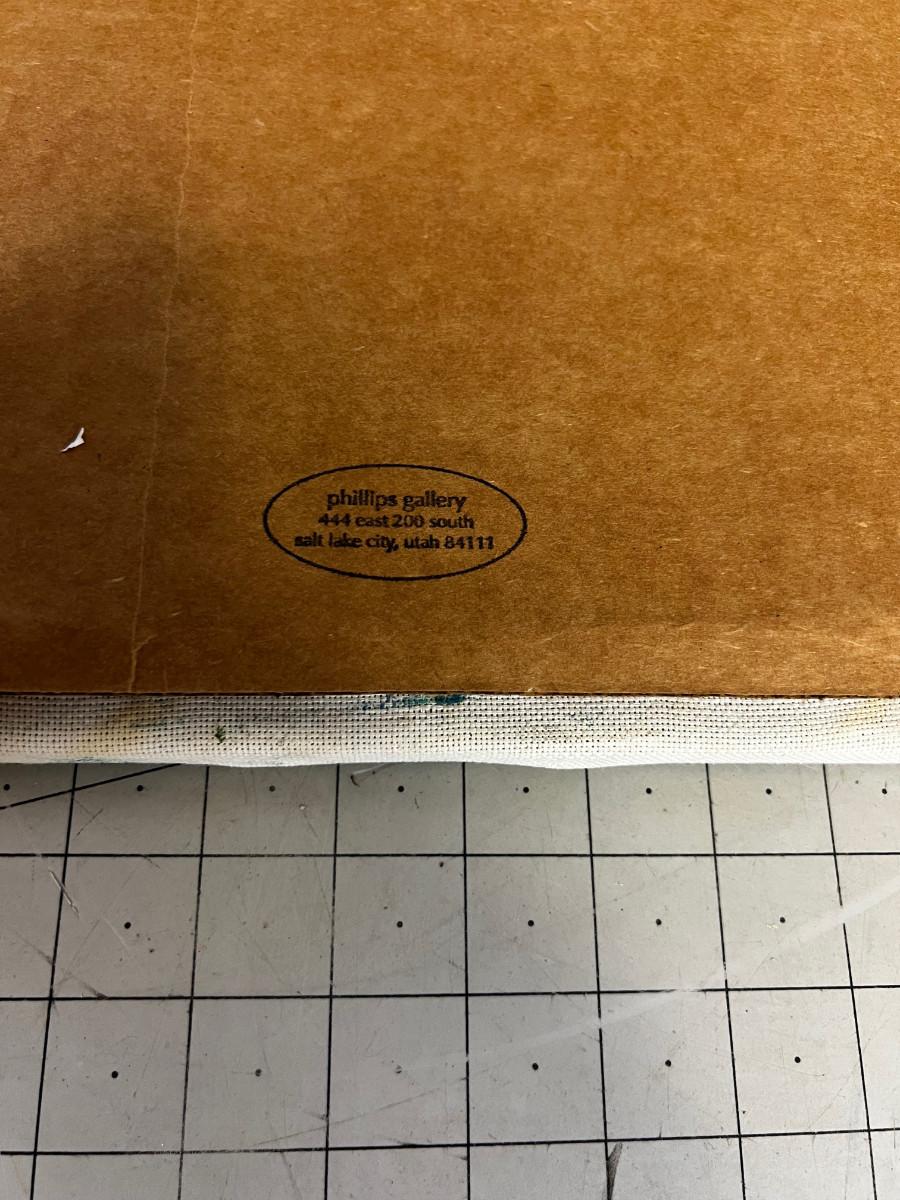 phillips gallery
444 east 200 south
salt lake city, utah 84111